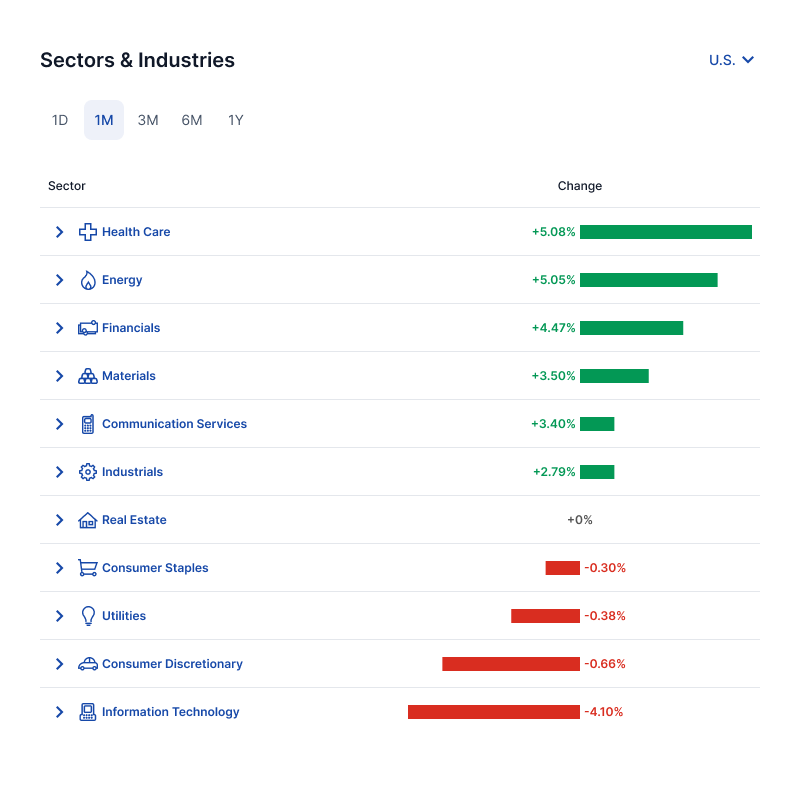 Sectors & Industries U.S.
1D 1M 3M 6M 1Y
Sector Change
Health Care +5.08%
Energy +5.05%
Financials +4.47%
Materials +3.50%
Communication Services +3.40%
Industrials +2.79%
Real Estate +0%
Consumer Staples -0.30%
Utilities -0.38%
Consumer Discretionary -0.66%
Information Technology -4.10%